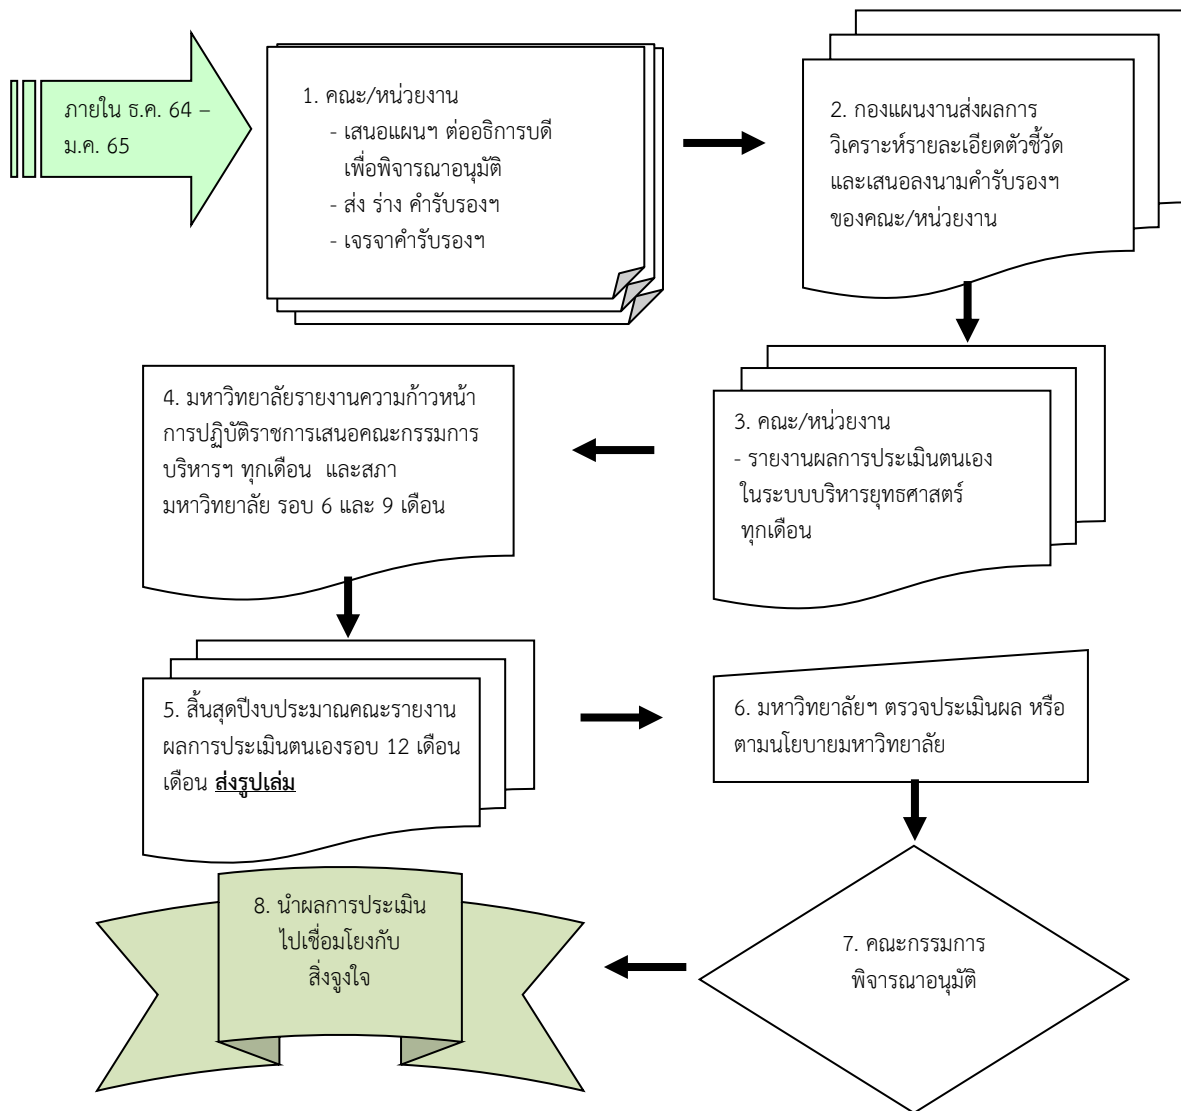 ภายใน ธ.ค. 64 –
ม.ค. 65
1. คณะ/หน่วยงาน
- เสนอแผนฯ ต่ออธิการบดี
เพื่อพิจารณาอนุมัติ
- ส่ง ร่าง คำรับรองฯ
- เจรจาคำรับรองฯ
2. กองแผนงานส่งผลการ
วิเคราะห์รายละเอียดตัวชี้วัด
และเสนอลงนามคำรับรองฯ
ของคณะ/หน่วยงาน
3. คณะ/หน่วยงาน
- รายงานผลการประเมินตนเอง
ในระบบบริหารยุทธศาสตร์
ทุกเดือน
4. มหาวิทยาลัยรายงานความก้าวหน้า
การปฏิบัติราชการเสนอคณะกรรมการ
บริหารฯ ทุกเดือน และสภา
มหาวิทยาลัย รอบ 6 และ 9 เดือน
5. สิ้นสุดปีงบประมาณคณะรายงาน
ผลการประเมินตนเองรอบ 12 เดือน
เดือน ส่งรูปเล่ม
6. มหาวิทยาลัยฯ ตรวจประเมินผล หรือ
ตามนโยบายมหาวิทยาลัย
7. คณะกรรมการ
พิจารณาอนุมัติ
8. นำผลการประเมิน
ไปเชื่อมโยงกับ
สิ่งจูงใจ